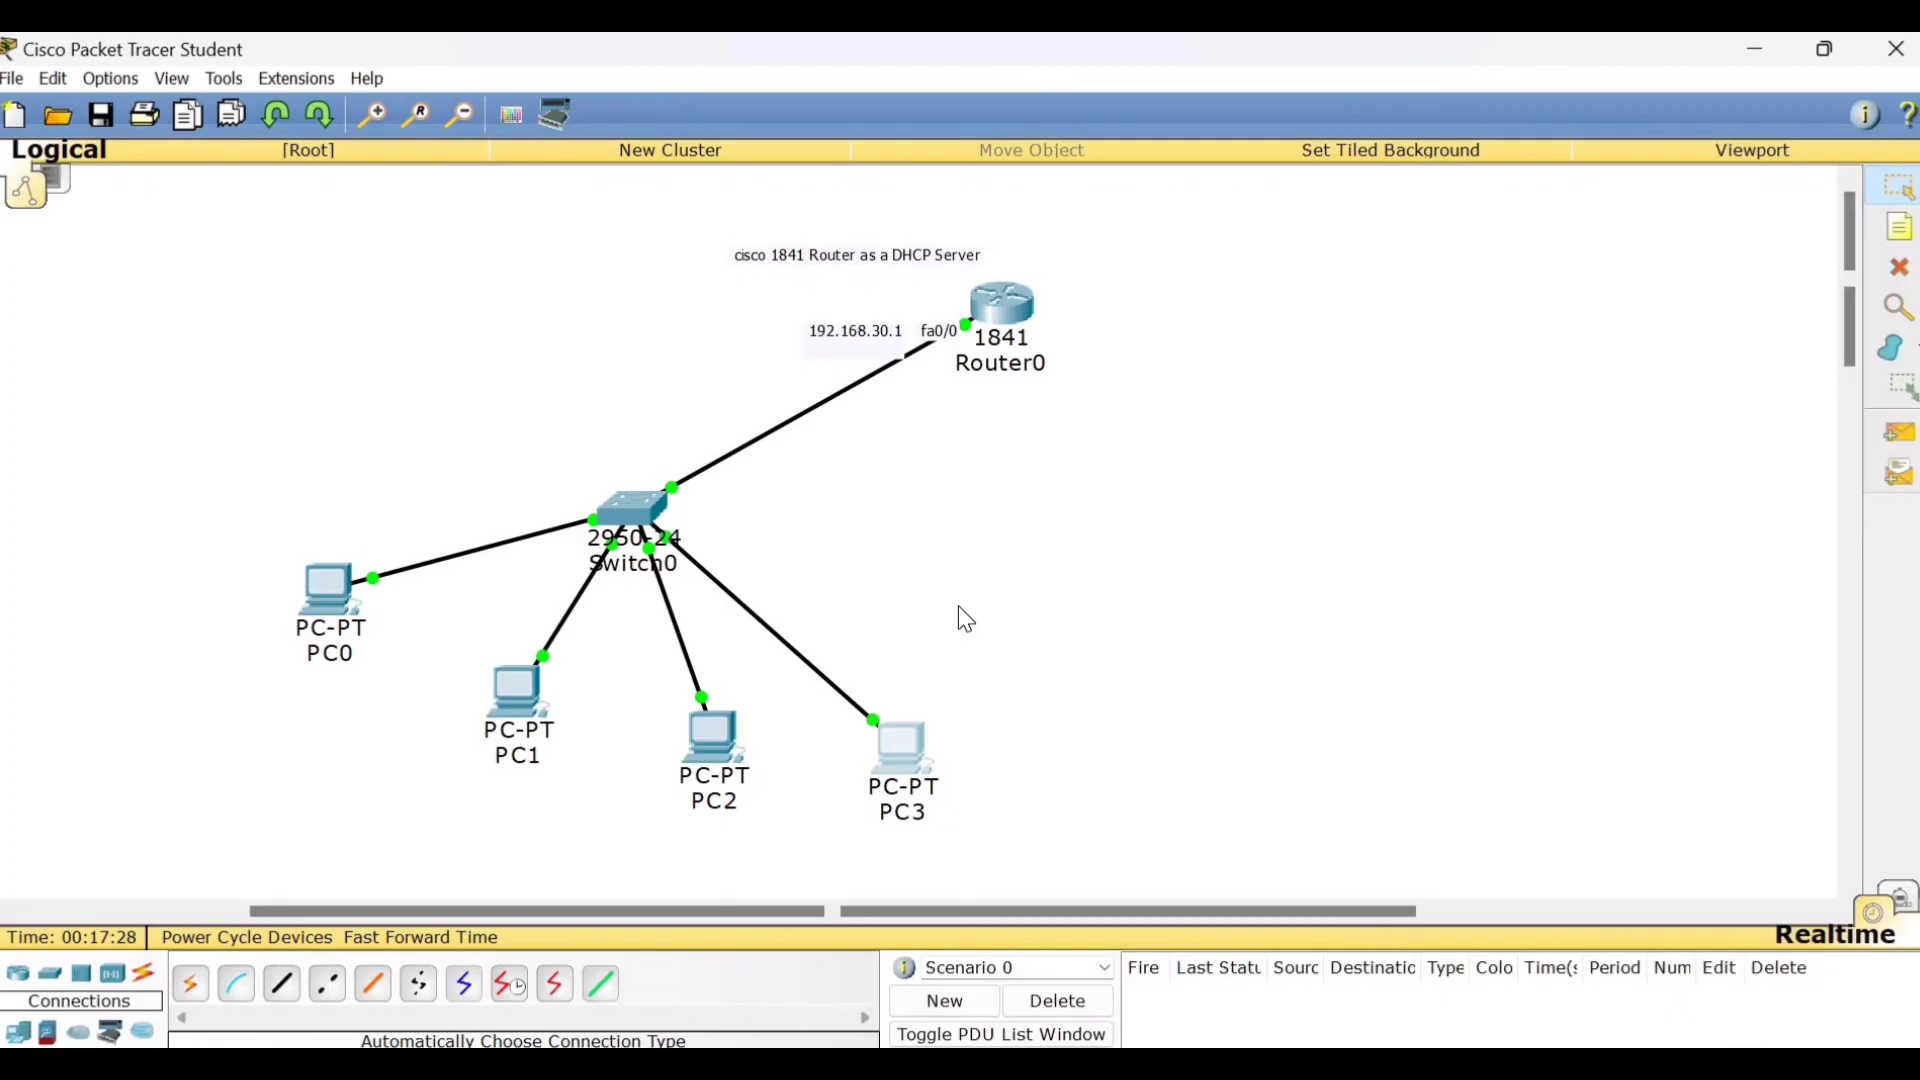 Cisco Packet Tracer Student
File Edit Options View Tools Extensions Help
Logical [Root] New Cluster Move Object Set Tiled Background Viewport
cisco 1841 Router as a DHCP Server
192.168.30.1 fa0/0
1841
Router0
2950-24
Switch0
PC-PT
PC0
PC-PT
PC1
PC-PT
PC2
PC-PT
PC3
Time: 00:17:28 Power Cycle Devices Fast Forward Time
Realtime
Connections
Automatically Choose Connection Type
Scenario 0
New Delete
Toggle PDU List Window
Fire Last Statu Sourc Destinatio Type Colo Time(s Period Num Edit Delete